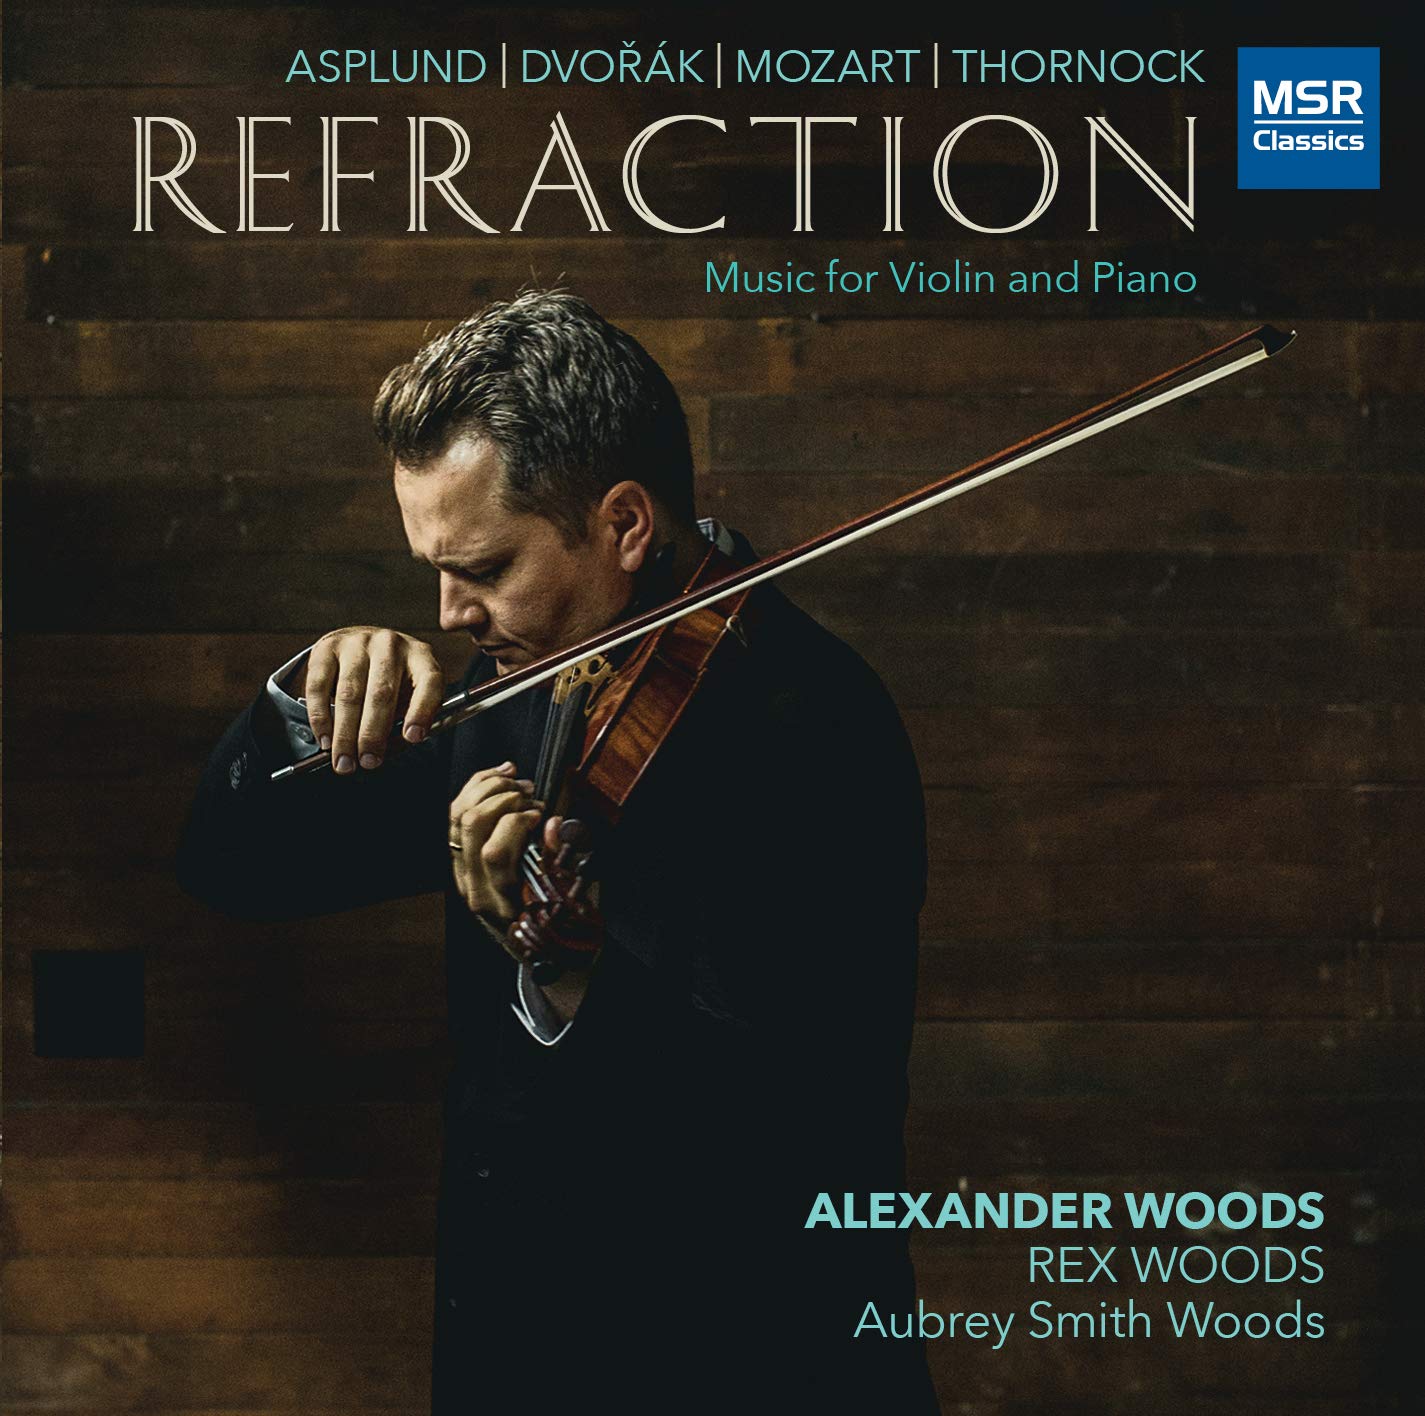 ASPLUND | DVOŘÁK | MOZART | THORNOCK
REFRACTION
Music for Violin and Piano
MSR
Classics
ALEXANDER WOODS
REX WOODS
Aubrey Smith Woods